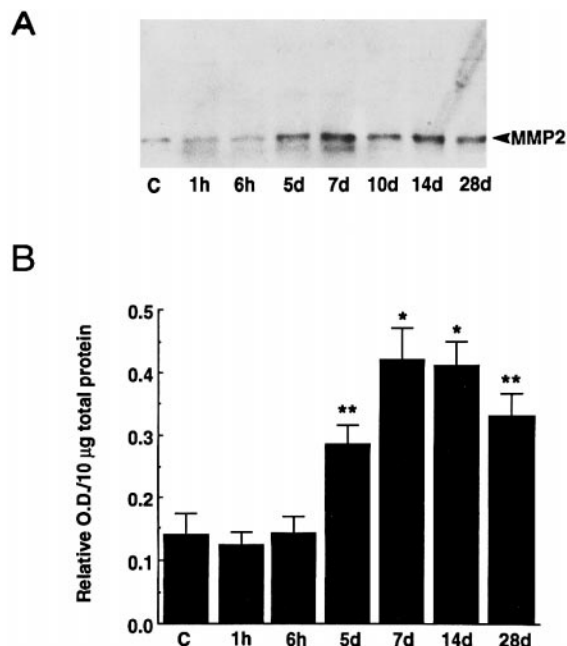 A
MMP2
C 1h 6h 5d 7d 10d 14d 28d
B
Relative O.D./10 µg total protein
0.5
0.4
0.3
0.2
0.1
0.0
* * ** **
C 1h 6h 5d 7d 14d 28d